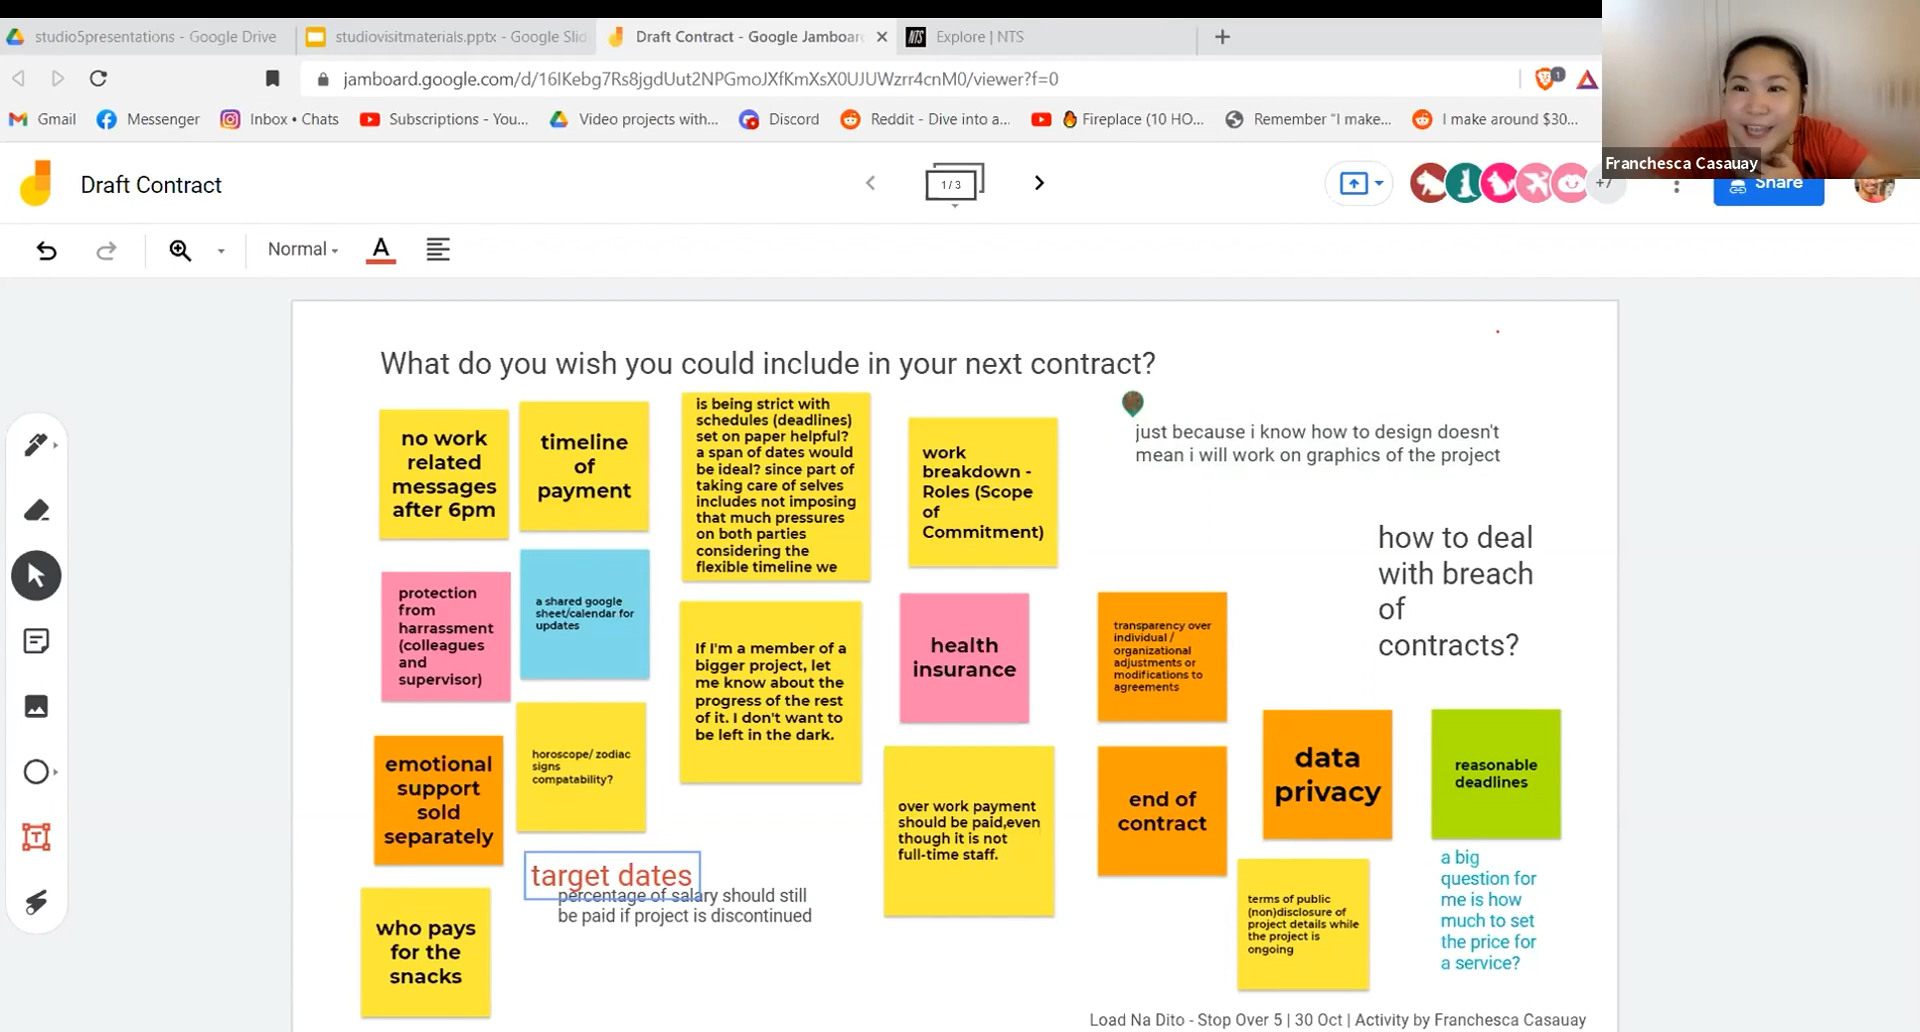 studio5presentations - Google Drive
studiovisitmaterials.pptx - Google Slid
Draft Contract - Google Jamboar
NTS
Explore | NTS
jamboard.google.com/d/16IKebg7Rs8jgdUut2NPGmoJXfKmXsX0UJUWzrr4cnM0/viewer?f=0
1
Gmail
Messenger
Inbox • Chats
Subscriptions - You...
Video projects with...
Discord
Reddit - Dive into a...
Fireplace (10 HO...
Remember “I make...
I make around $30...
Franchesca Casauay
Draft Contract
1 / 3
+7
Share
Normal
A
What do you wish you could include in your next contract?
no work
related
messages
after 6pm
timeline
of
payment
is being strict with
schedules (deadlines)
set on paper helpful?
a span of dates would
be ideal? since part of
taking care of selves
includes not imposing
that much pressures
on both parties
considering the
flexible timeline we
work
breakdown -
Roles (Scope
of
Commitment)
just because i know how to design doesn't
mean i will work on graphics of the project
how to deal
with breach
of
contracts?
protection
from
harrassment
(colleagues
and
supervisor)
a shared google
sheet/calendar for
updates
If I'm a member of a
bigger project, let
me know about the
progress of the rest
of it. I don't want to
be left in the dark.
health
insurance
transparency over
individual /
organizational
adjustments or
modifications to
agreements
emotional
support
sold
separately
horoscope/ zodiac
signs
compatability?
over work payment
should be paid,even
though it is not
full-time staff.
end of
contract
data
privacy
reasonable
deadlines
target dates
percentage of salary should still
be paid if project is discontinued
who pays
for the
snacks
terms of public
(non)disclosure of
project details while
the project is
ongoing
a big
question for
me is how
much to set
the price for
a service?
Load Na Dito - Stop Over 5 | 30 Oct | Activity by Franchesca Casauay